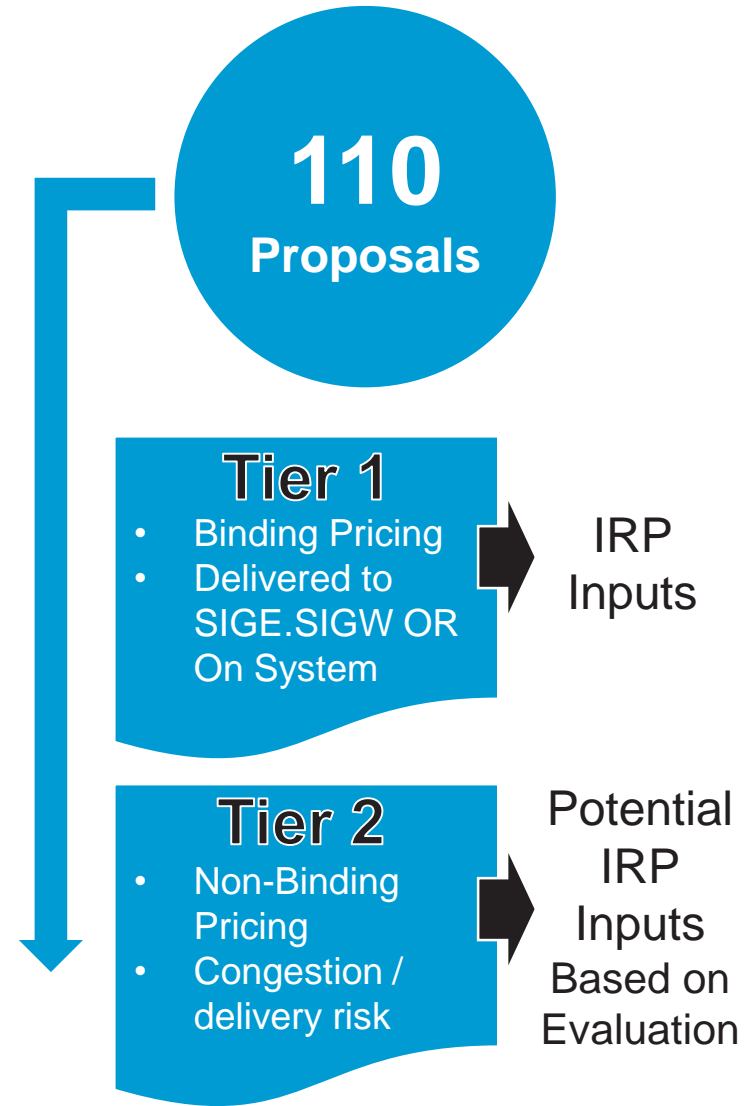 110
Proposals
Tier 1
• Binding Pricing
• Delivered to
SIGE.SIGW OR
On System
IRP
Inputs
Tier 2
• Non-Binding
Pricing
• Congestion /
delivery risk
Potential
IRP
Inputs
Based on
Evaluation